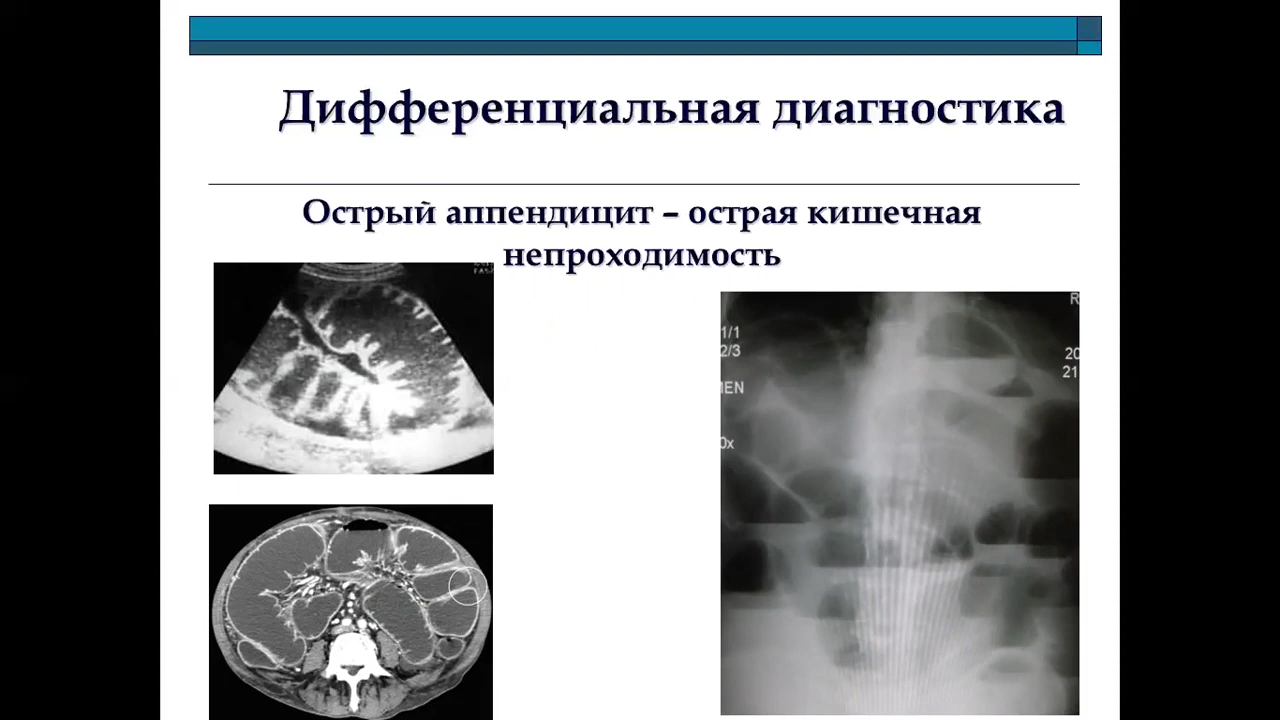 Дифференциальная диагностика
Острый аппендицит – острая кишечная
непроходимость
1/1
2/3
MEN
0x
R
20
21